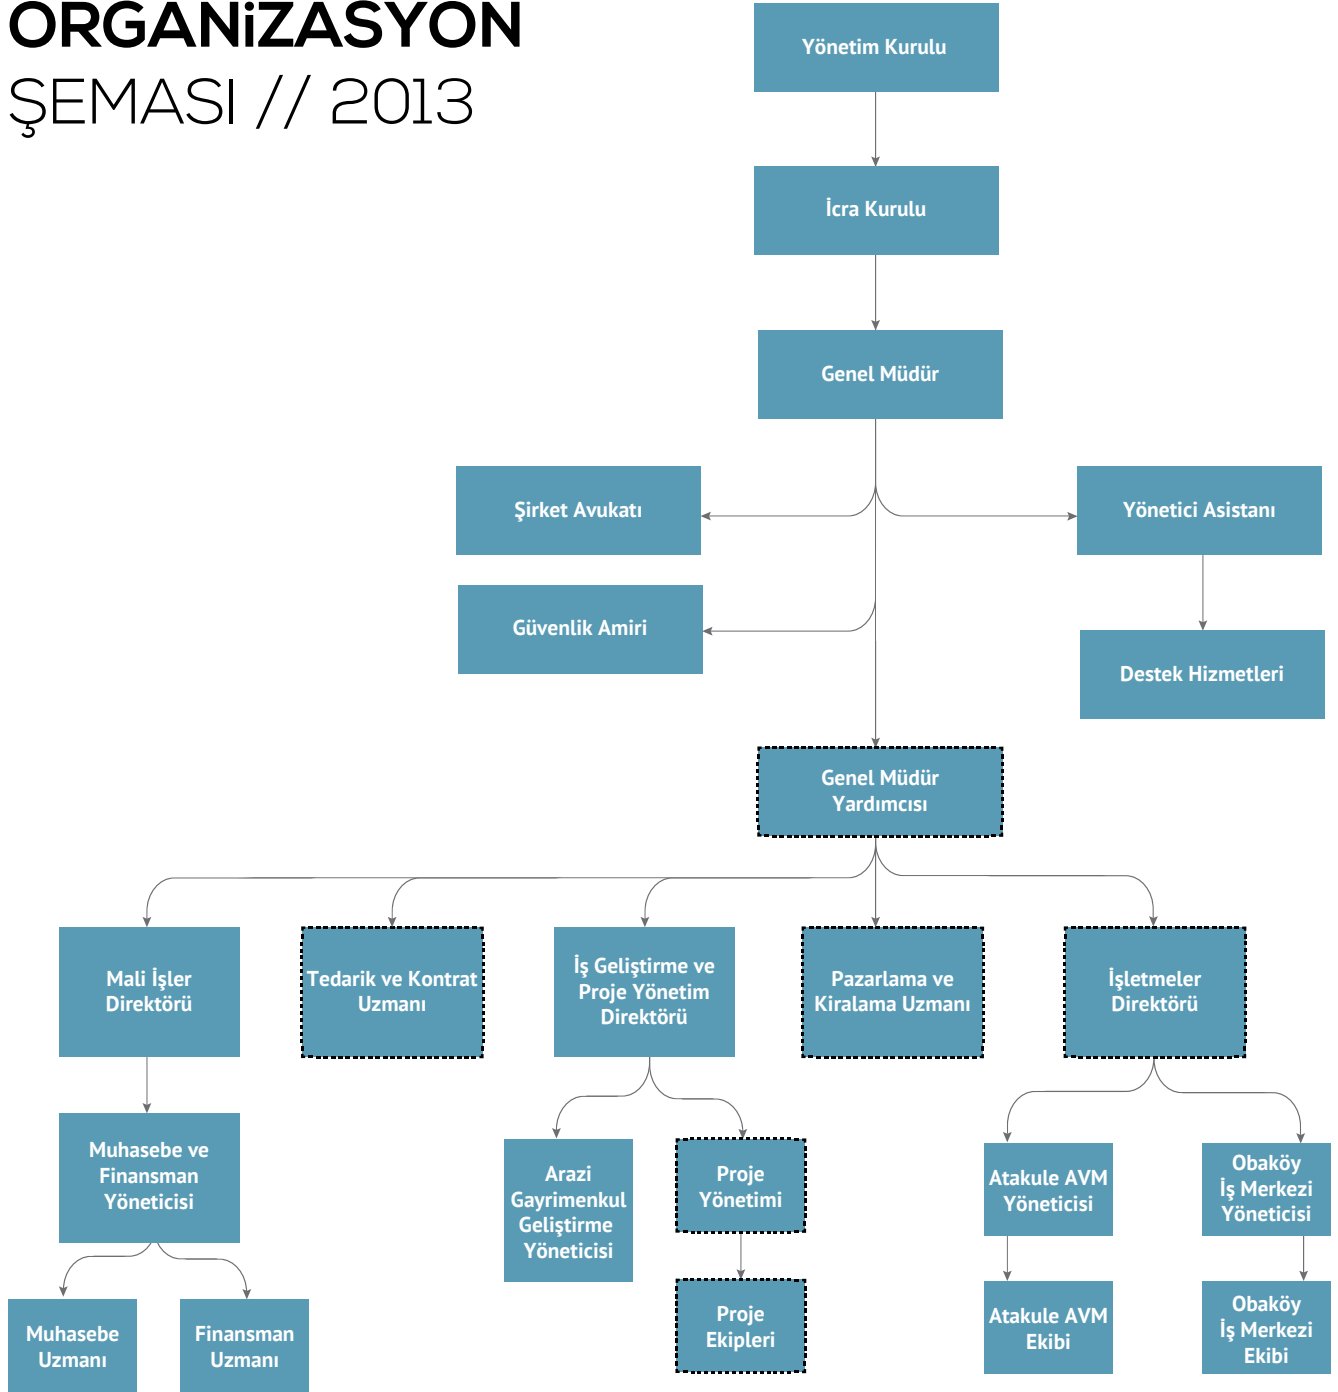 ORGANiZASYON
ŞEMASI // 2013
Yönetim Kurulu
İcra Kurulu
Genel Müdür
Şirket Avukatı
Yönetici Asistanı
Güvenlik Amiri
Destek Hizmetleri
Genel Müdür
Yardımcısı
Mali İşler
Direktörü
Tedarik ve Kontrat
Uzmanı
İş Geliştirme ve
Proje Yönetim
Direktörü
Pazarlama ve
Kiralama Uzmanı
İşletmeler
Direktörü
Muhasebe ve
Finansman
Yöneticisi
Arazi
Gayrimenkul
Geliştirme
Yöneticisi
Proje
Yönetimi
Atakule AVM
Yöneticisi
Obaköy
İş Merkezi
Yöneticisi
Muhasebe
Uzmanı
Finansman
Uzmanı
Proje
Ekipleri
Atakule AVM
Ekibi
Obaköy
İş Merkezi
Ekibi